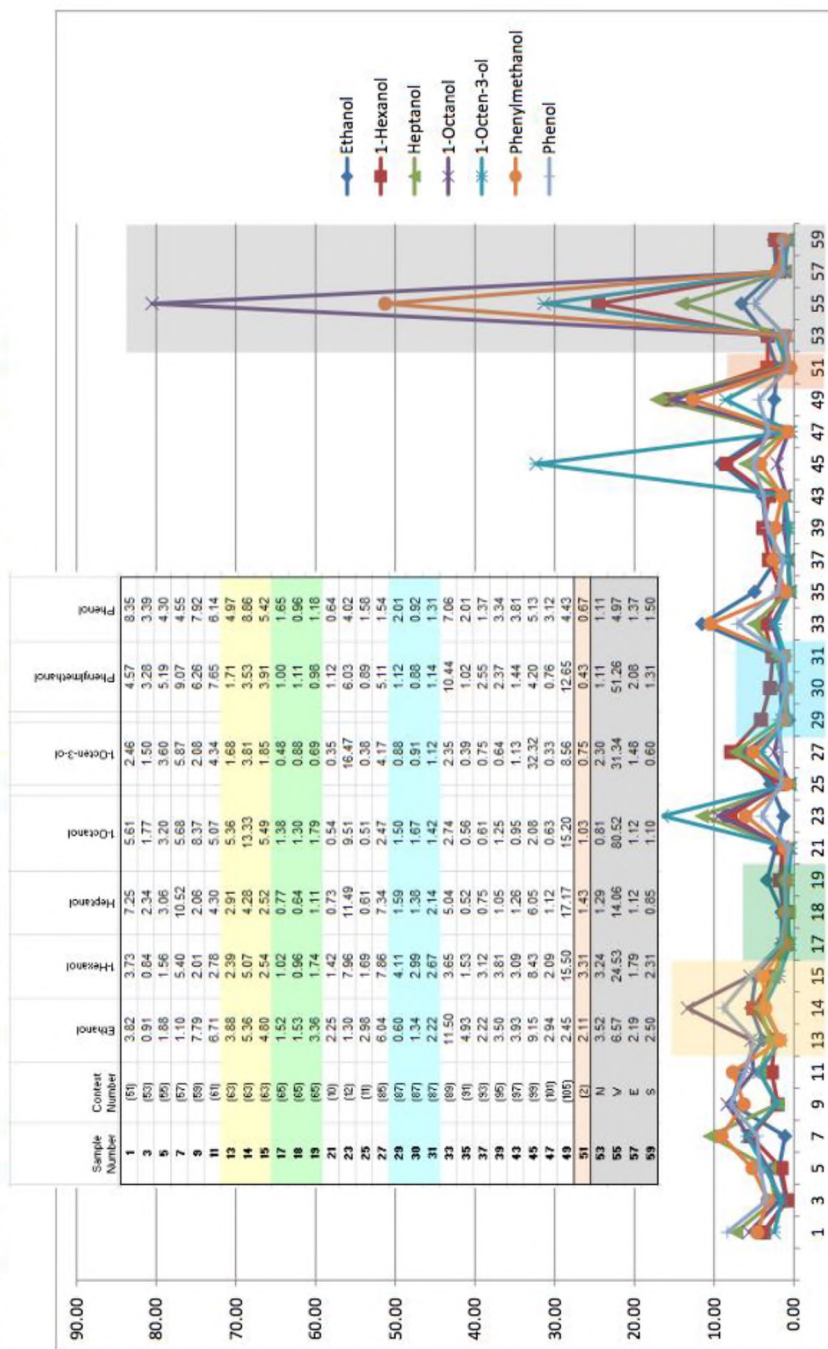 90.00
80.00
70.00
60.00
50.00
40.00
30.00
20.00
10.00
0.00
Sample Number Context Number Ethanol 1-Hexanol Heptanol 1-Octanol 1-Octen-3-ol Phenylmethanol Phenol
1 (51) 3.82 3.73 7.25 5.61 2.46 4.57 8.35
3 (53) 0.91 0.84 2.34 1.77 1.50 3.28 3.39
5 (55) 1.88 1.56 3.06 3.20 3.60 5.19 4.30
7 (57) 1.10 5.40 10.52 5.68 5.87 9.07 4.55
9 (59) 7.79 2.01 2.06 8.37 2.08 6.26 7.92
11 (61) 6.71 2.78 4.30 5.07 4.34 7.65 6.14
13 (63) 3.88 2.39 2.91 5.36 1.68 1.71 4.97
14 (63) 5.36 5.07 4.28 13.33 3.81 3.53 8.86
15 (63) 4.80 2.54 2.52 5.49 1.85 3.91 5.42
17 (65) 1.52 1.02 0.77 1.38 0.48 1.00 1.65
18 (65) 1.53 0.96 0.64 1.30 0.88 1.11 0.96
19 (65) 3.36 1.74 1.11 1.79 0.69 0.98 1.18
21 (10) 2.25 1.42 0.73 0.54 0.35 1.12 0.64
23 (12) 1.30 7.96 11.49 9.51 16.47 6.03 4.02
25 (11) 2.98 1.69 0.61 0.51 0.38 0.89 1.58
27 (85) 6.04 7.86 7.34 2.47 4.17 5.11 1.54
29 (87) 0.60 4.11 1.59 1.50 0.88 1.12 2.01
30 (87) 1.34 2.99 1.38 1.67 0.91 0.88 0.92
31 (87) 2.22 2.67 2.14 1.42 1.12 1.14 1.31
33 (89) 11.50 3.65 5.04 2.74 2.35 10.44 7.06
35 (91) 4.93 1.53 0.52 0.56 0.39 1.02 2.01
37 (93) 2.22 3.12 0.75 0.61 0.75 2.55 1.37
39 (95) 3.50 3.81 1.05 1.25 0.64 2.37 3.34
43 (97) 3.93 3.09 1.26 0.95 1.13 1.44 3.81
45 (99) 9.15 8.43 6.05 2.08 32.32 4.20 5.13
47 (101) 2.94 2.09 1.12 0.63 0.33 0.76 3.12
49 (105) 2.45 15.50 17.17 15.20 8.56 12.65 4.43
51 (2) 2.11 3.31 1.43 1.03 0.75 0.43 0.67
53 N 3.52 3.24 1.29 0.81 2.30 1.11 1.11
55 W 6.57 24.53 14.06 80.52 31.34 51.26 4.97
57 E 2.19 1.79 1.12 1.12 1.48 2.08 1.37
59 S 2.50 2.31 0.85 1.10 0.60 1.31 1.50
1 3 5 7 9 11 13 14 15 17 18 19 21 23 25 27 29 30 31 33 35 37 39 43 45 47 49 51 53 55 57 59
Ethanol
1-Hexanol
Heptanol
1-Octanol
1-Octen-3-ol
Phenylmethanol
Phenol